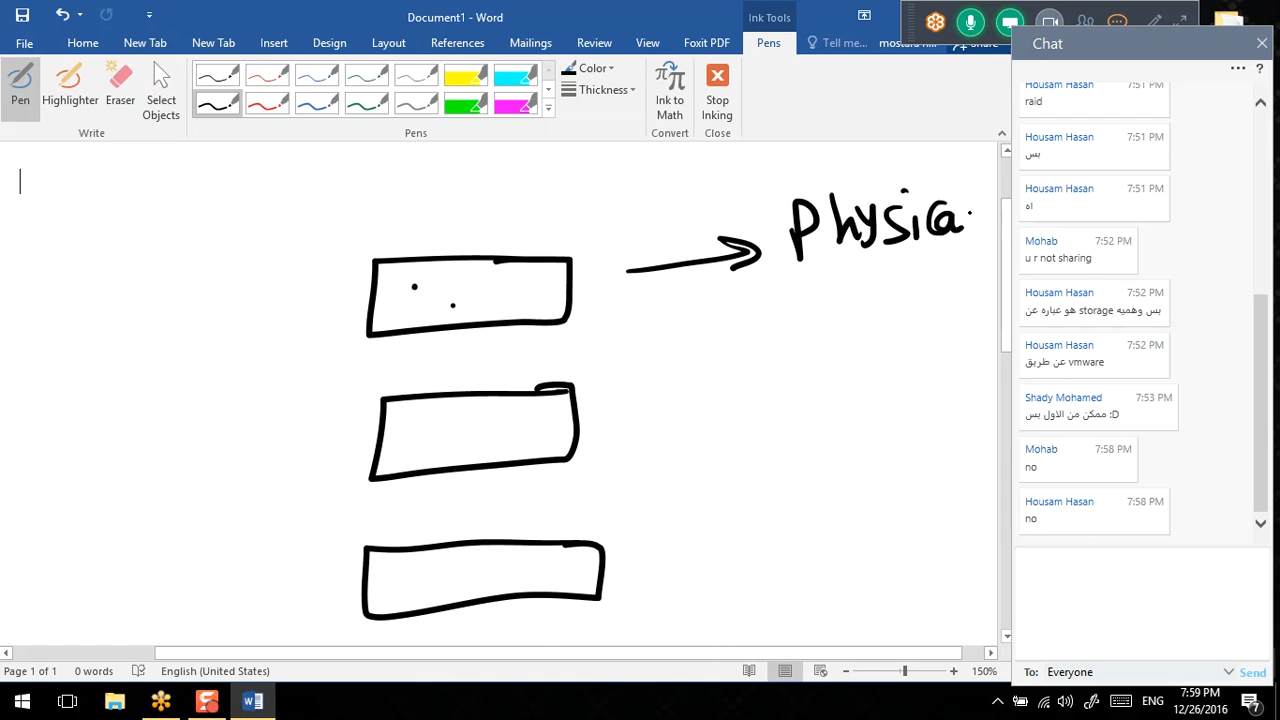 Document1 - Word
Ink Tools
File
Home
New Tab
New Tab
Insert
Design
Layout
References
Mailings
Review
View
Foxit PDF
Pens
Tell me...
Share
Pen
Highlighter
Eraser
Select Objects
Color
Thickness
Ink to Math
Stop Inking
Write
Pens
Convert
Close
Physica
Chat
Housam Hasan 7:51 PM
raid
Housam Hasan 7:51 PM
بس
Housam Hasan 7:51 PM
اه
Mohab 7:52 PM
u r not sharing
Housam Hasan 7:52 PM
بس وهميه storage هو عباره عن
Housam Hasan 7:52 PM
عن طريق vmware
Shady Mohamed 7:53 PM
ممكن من الاول بس :D
Mohab 7:58 PM
no
Housam Hasan 7:58 PM
no
To: Everyone
Send
Page 1 of 1
0 words
English (United States)
150%
ENG
7:59 PM
12/26/2016
7